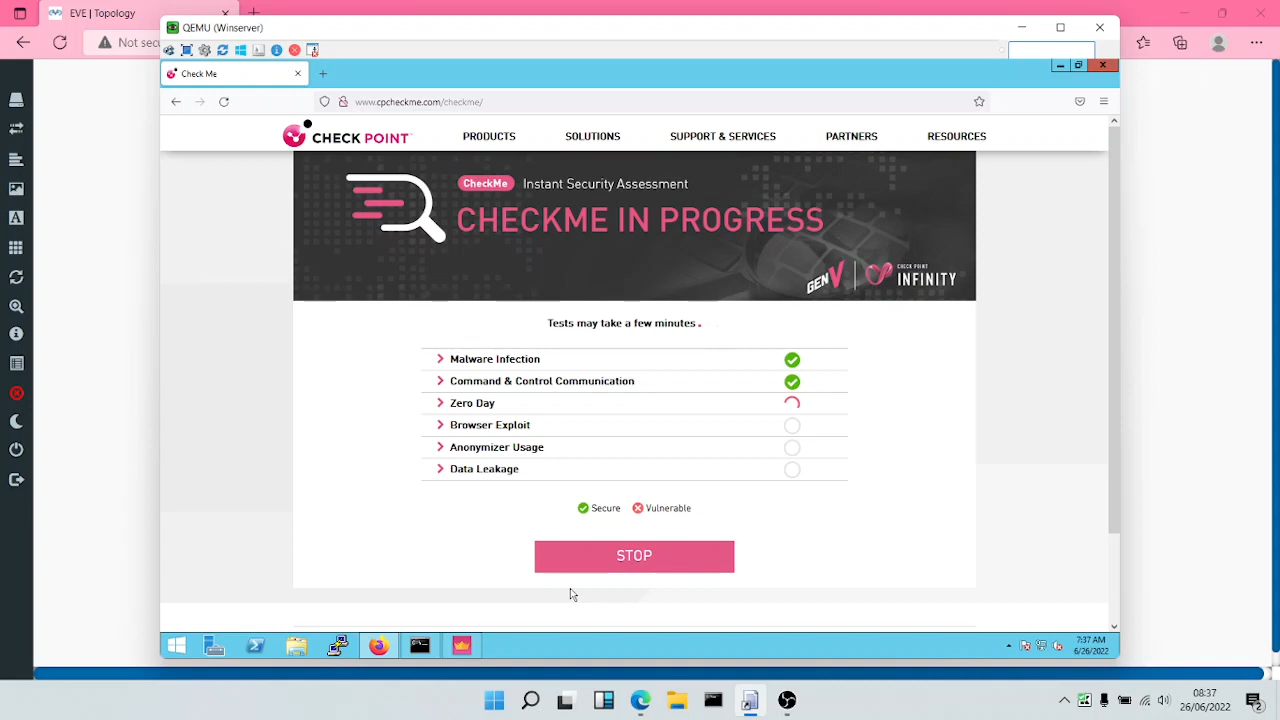 EVE | Topology
QEMU (Winserver)
Not sec
Check Me
www.cpcheckme.com/checkme/
CHECK POINT
PRODUCTS
SOLUTIONS
SUPPORT & SERVICES
PARTNERS
RESOURCES
CheckMe Instant Security Assessment
CHECKME IN PROGRESS
GEN V
CHECK POINT
INFINITY
Tests may take a few minutes .
Malware Infection
Command & Control Communication
Zero Day
Browser Exploit
Anonymizer Usage
Data Leakage
Secure
Vulnerable
STOP
7:37 AM
6/26/2022
08:37
26/06/2022
2